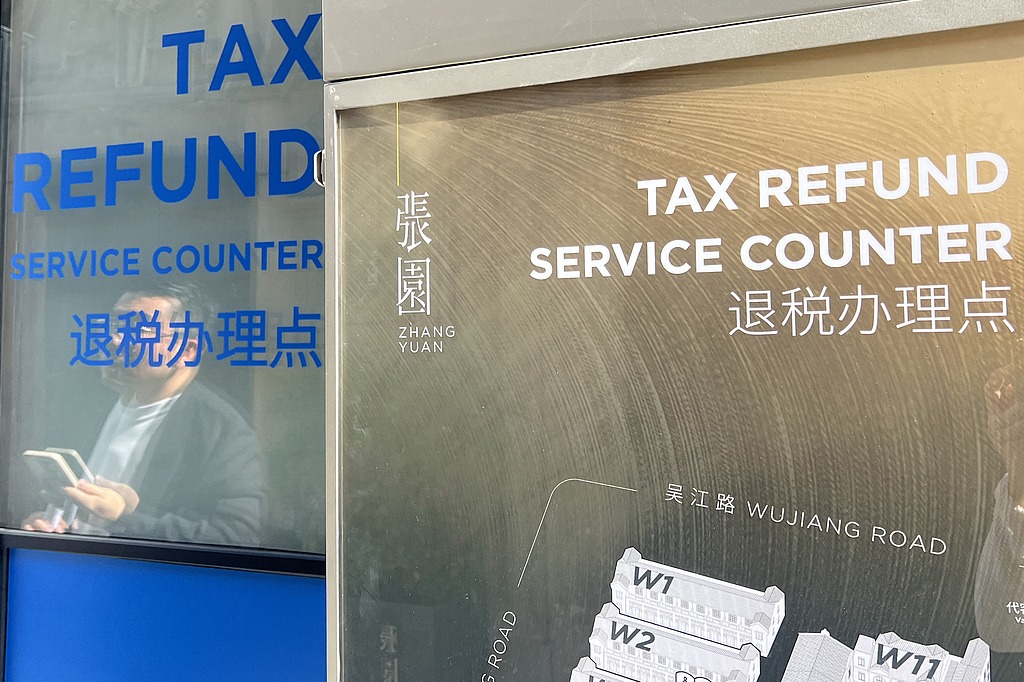 TAX
REFUND
SERVICE COUNTER
退税办理点
張
園
ZHANG
YUAN
TAX REFUND
SERVICE COUNTER
退税办理点
吴江路 WUJIANG ROAD
ROAD
W1
W2
W11